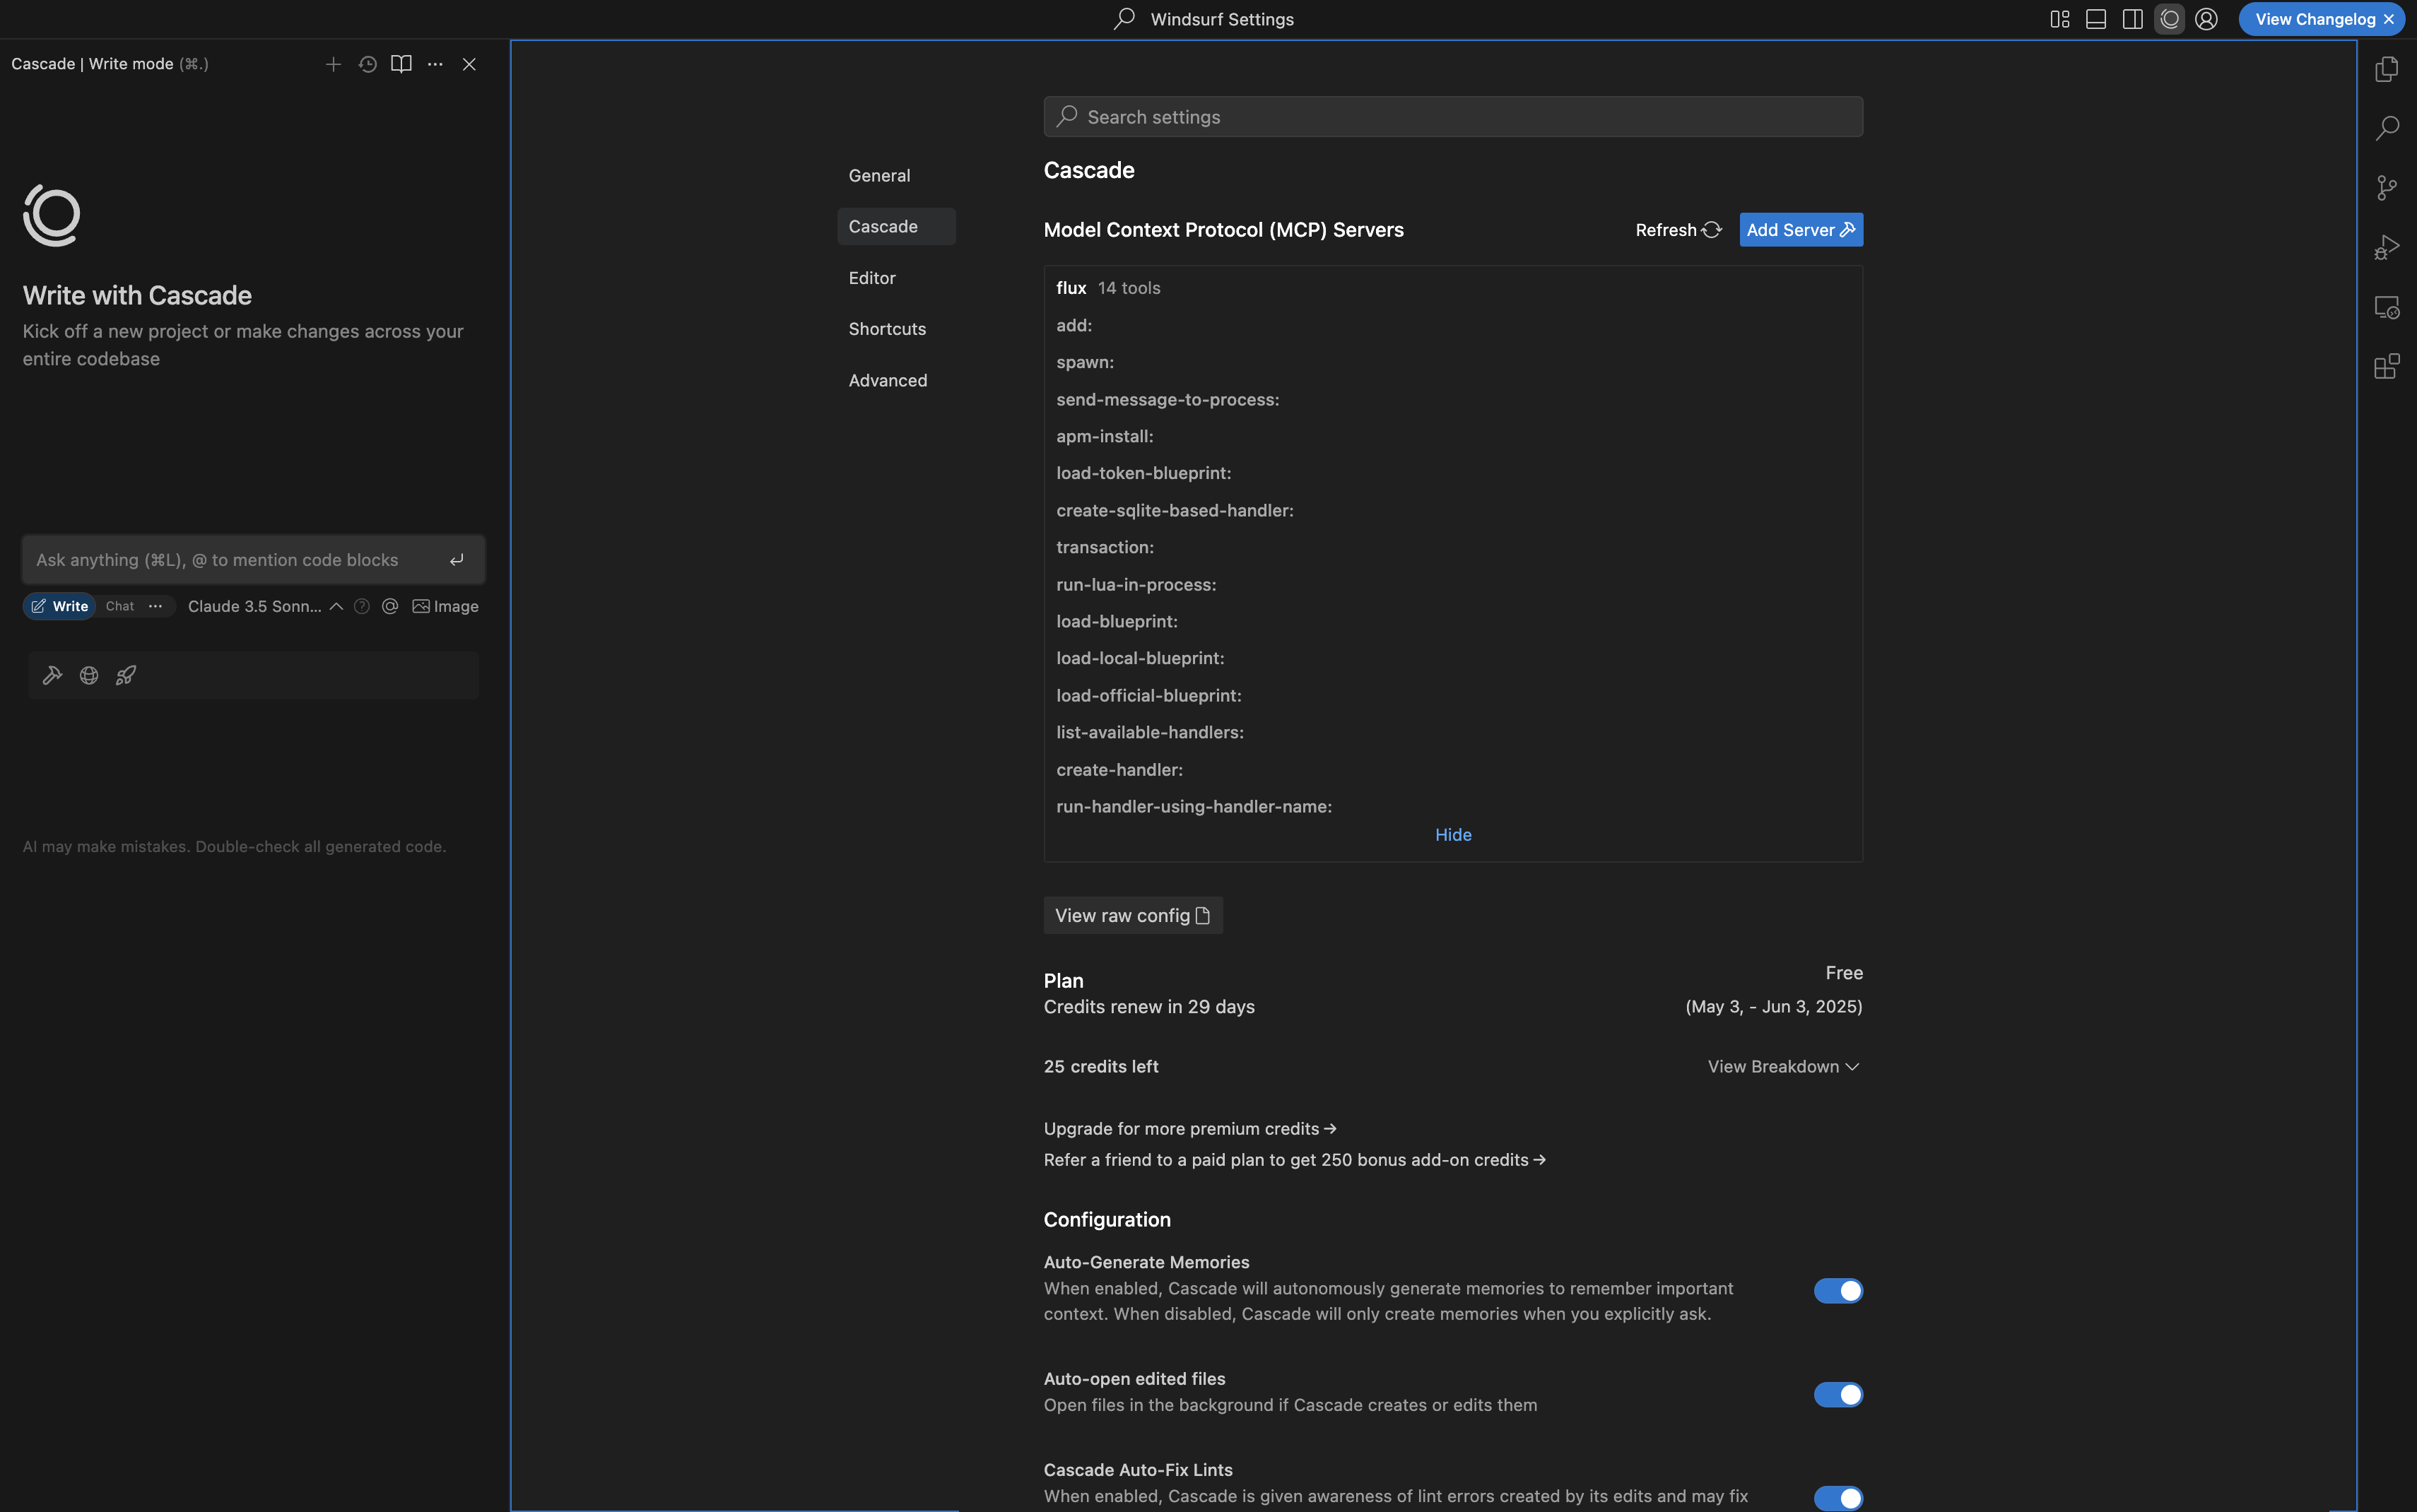 Windsurf Settings
View Changelog
Cascade | Write mode (⌘.)
Write with Cascade
Kick off a new project or make changes across your
entire codebase
Ask anything (⌘L), @ to mention code blocks
Write
Chat
Claude 3.5 Sonn...
Image
AI may make mistakes. Double-check all generated code.
Search settings
General
Cascade
Editor
Shortcuts
Advanced
Cascade
Model Context Protocol (MCP) Servers
Refresh
Add Server
flux 14 tools
add:
spawn:
send-message-to-process:
apm-install:
load-token-blueprint:
create-sqlite-based-handler:
transaction:
run-lua-in-process:
load-blueprint:
load-local-blueprint:
load-official-blueprint:
list-available-handlers:
create-handler:
run-handler-using-handler-name:
Hide
View raw config
Plan
Free
Credits renew in 29 days
(May 3, - Jun 3, 2025)
25 credits left
View Breakdown
Upgrade for more premium credits →
Refer a friend to a paid plan to get 250 bonus add-on credits →
Configuration
Auto-Generate Memories
When enabled, Cascade will autonomously generate memories to remember important
context. When disabled, Cascade will only create memories when you explicitly ask.
Auto-open edited files
Open files in the background if Cascade creates or edits them
Cascade Auto-Fix Lints
When enabled, Cascade is given awareness of lint errors created by its edits and may fix